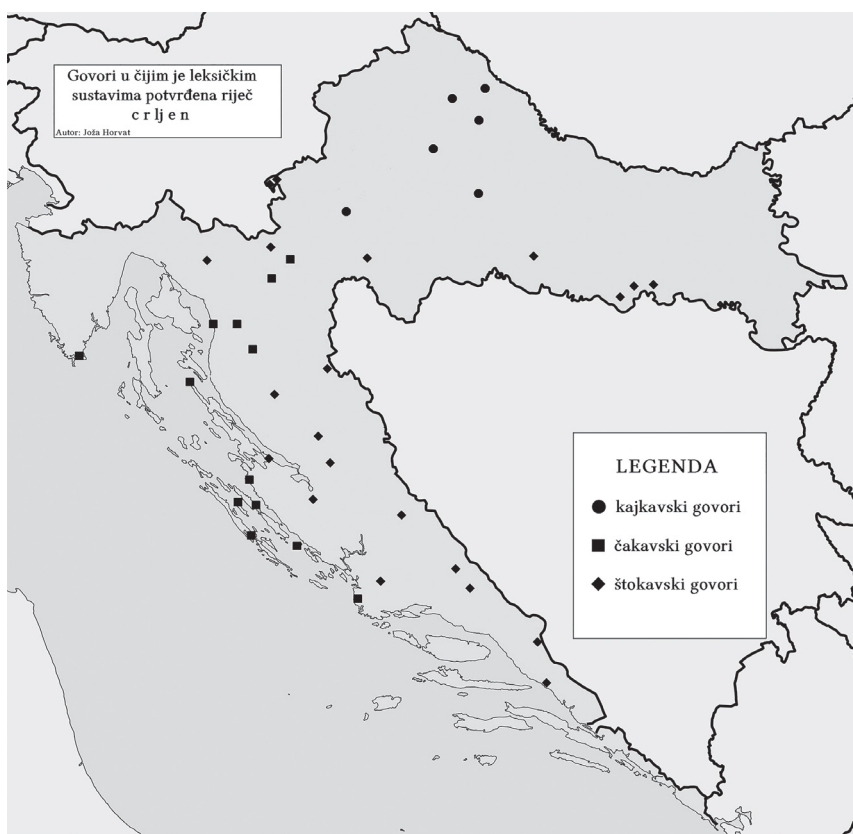 Govori u čijim je leksičkim
sustavima potvrđena riječ
c r lj e n
Autor: Joža Horvat
LEGENDA
kajkavski govori
čakavski govori
štokavski govori